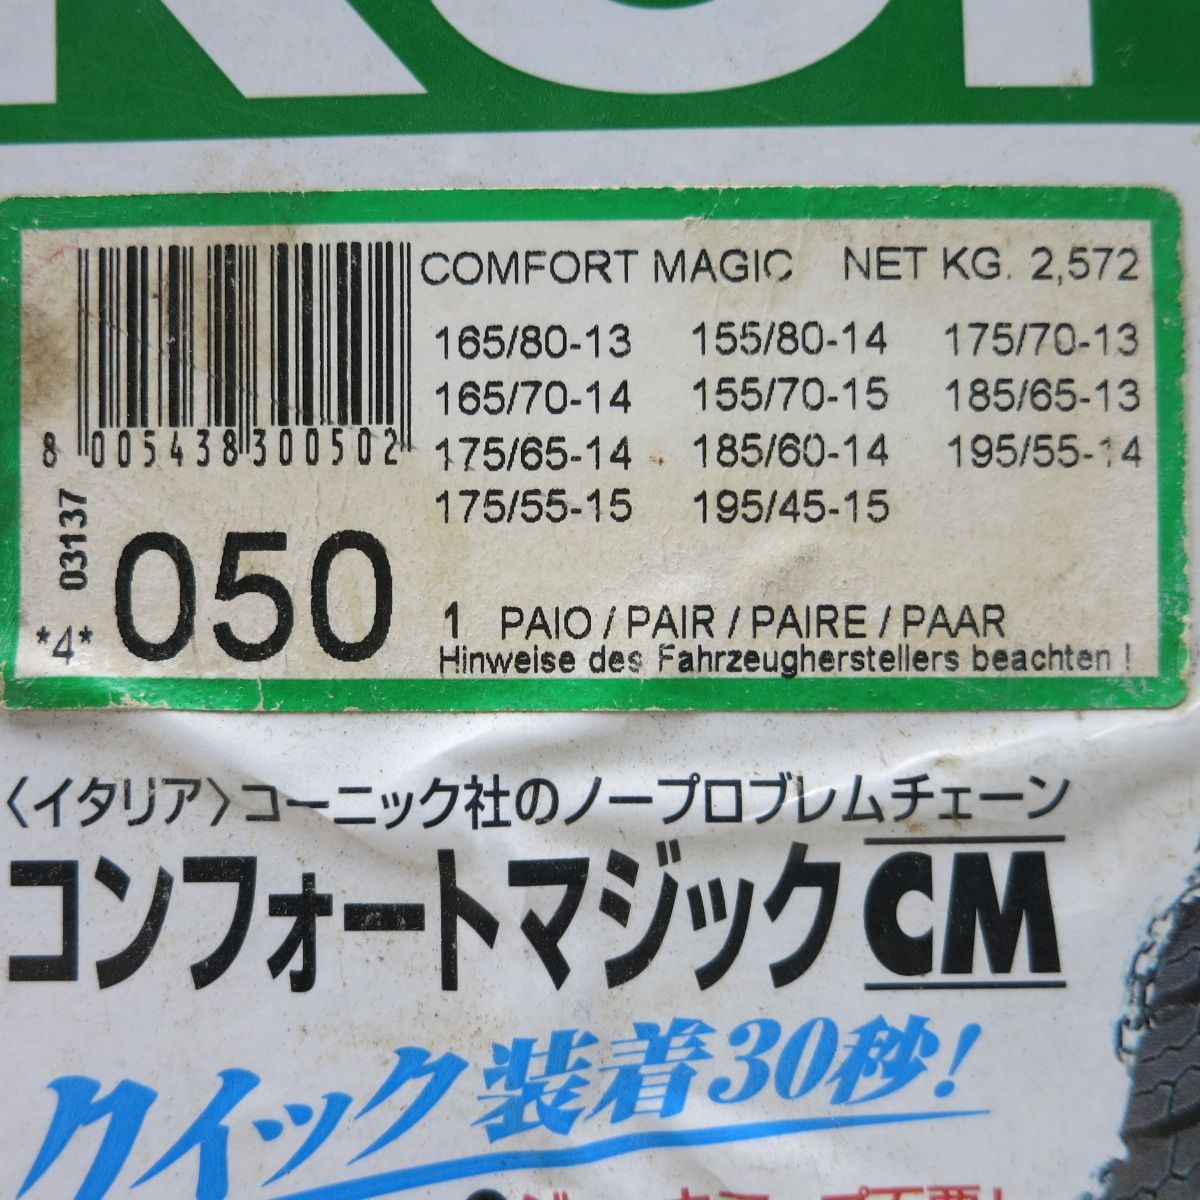 COMFORT MAGIC NET KG. 2,572
165/80-13 155/80-14 175/70-13
165/70-14 155/70-15 185/65-13
175/65-14 185/60-14 195/55-14
175/55-15 195/45-15
8 005438 300502
03137
*4* 050
1 PAIO / PAIR / PAIRE / PAAR
Hinweise des Fahrzeugherstellers beachten !
〈イタリア〉コーニック社のノープロブレムチェーン
コンフォートマジックCM
クイック装着30秒!